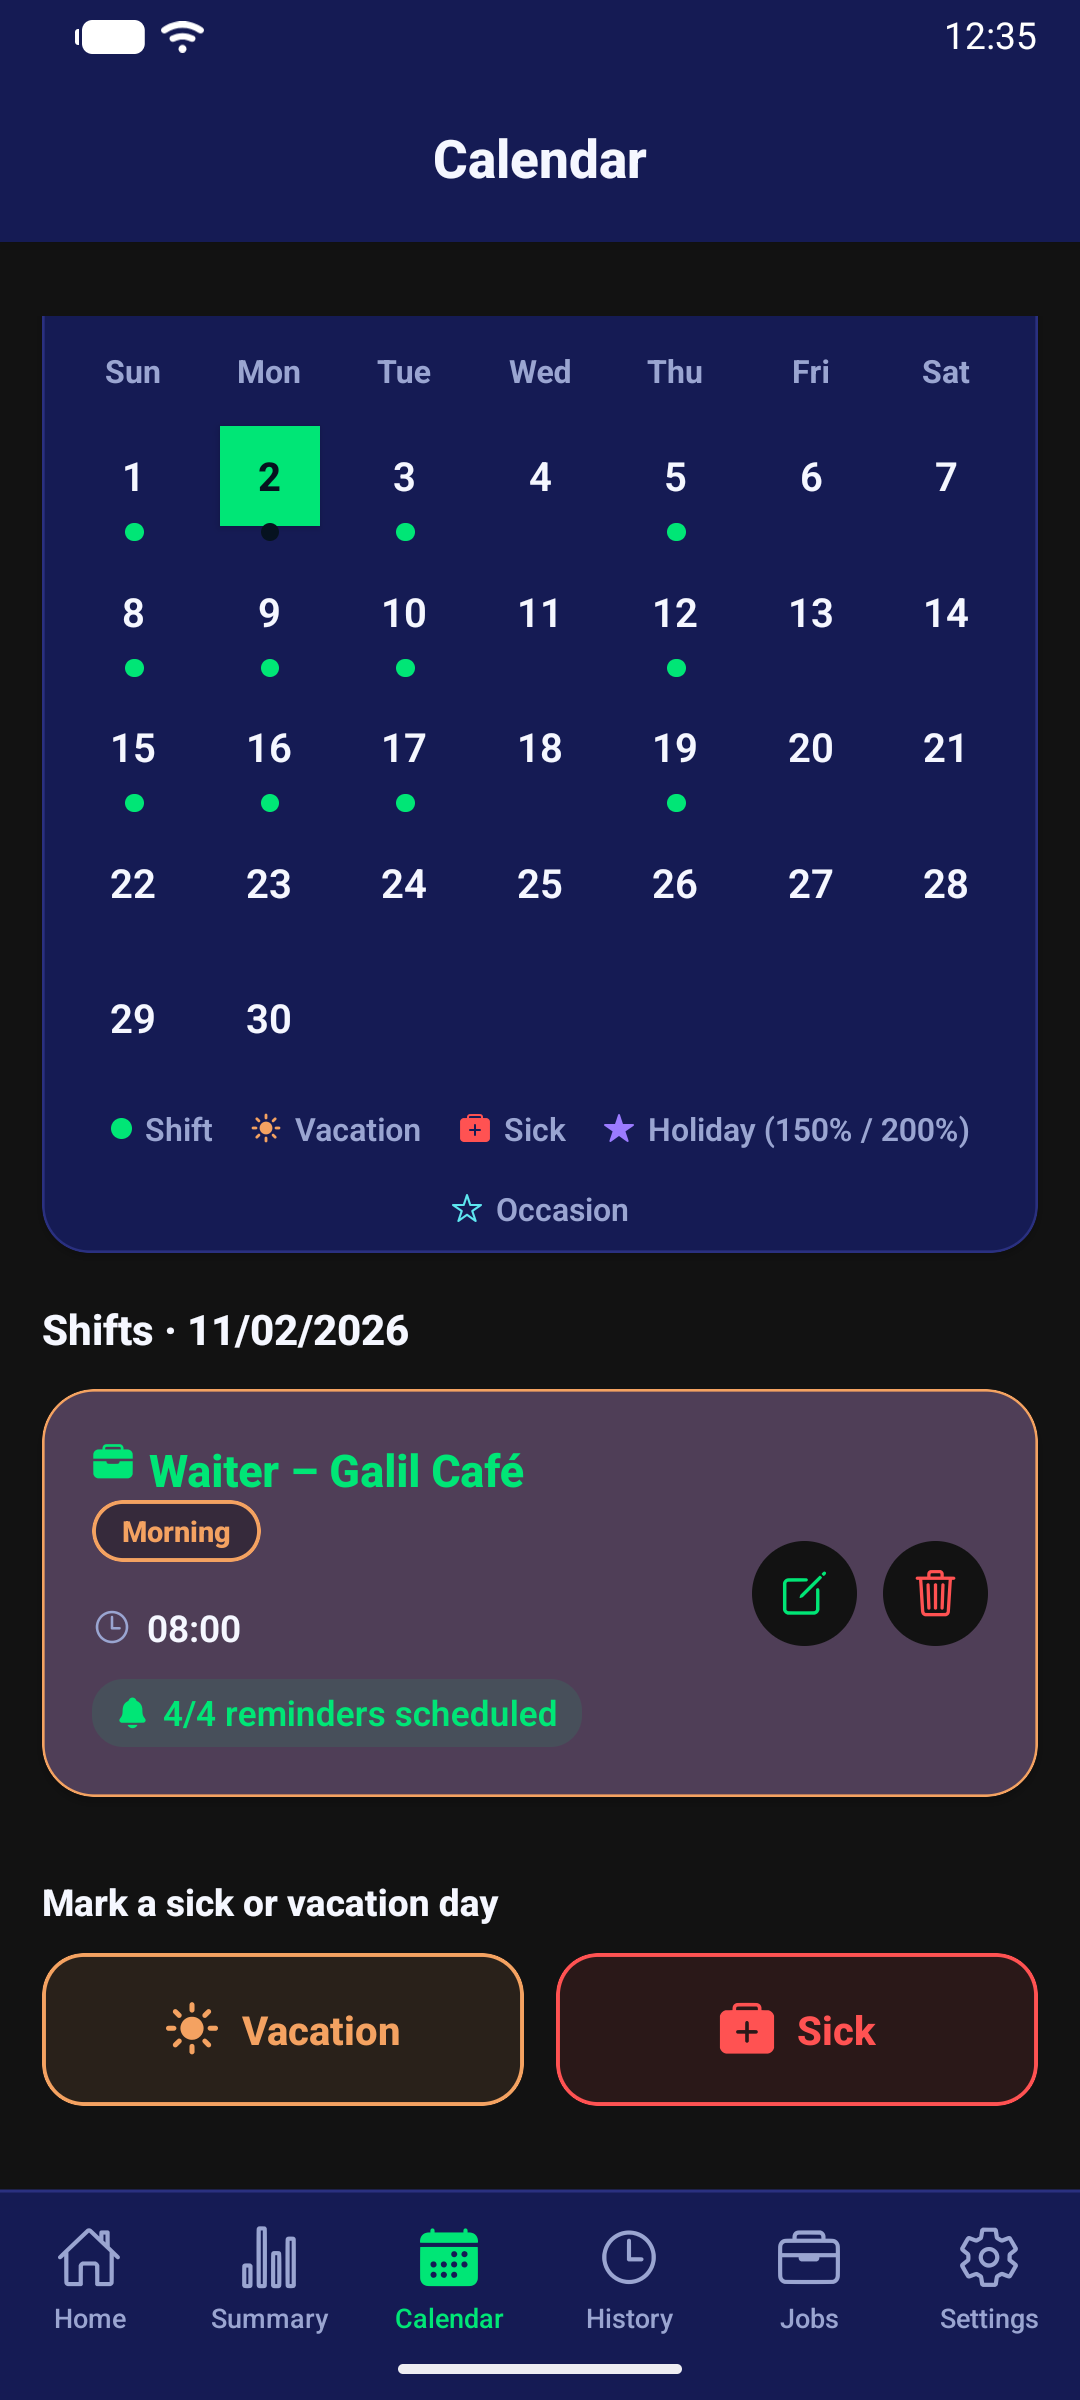 12:35
Calendar
Sun Mon Tue Wed Thu Fri Sat
1 2 3 4 5 6 7
8 9 10 11 12 13 14
15 16 17 18 19 20 21
22 23 24 25 26 27 28
29 30
Shift Vacation Sick Holiday (150% / 200%)
Occasion
Shifts · 11/02/2026
Waiter – Galil Café
Morning
08:00
4/4 reminders scheduled
Mark a sick or vacation day
Vacation Sick
Home Summary Calendar History Jobs Settings